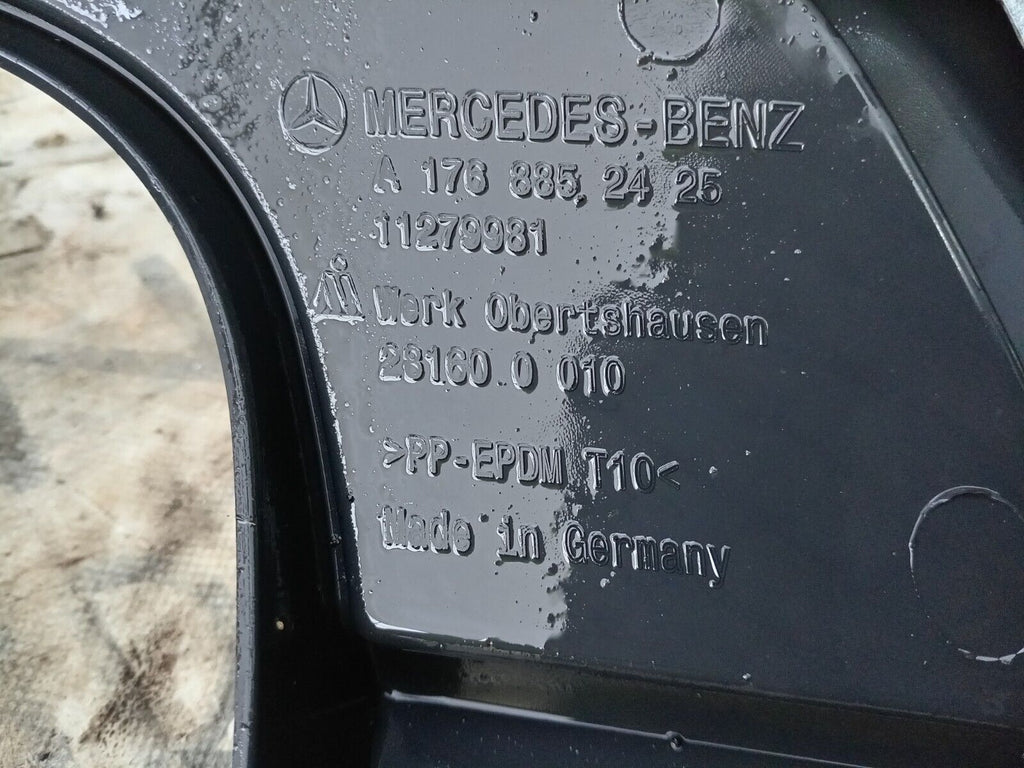 MERCEDES-BENZ
A 176 885 24 25
11279981
Werk Obertshausen
28160 0 010
>PP-EPDM T10<
Made in Germany